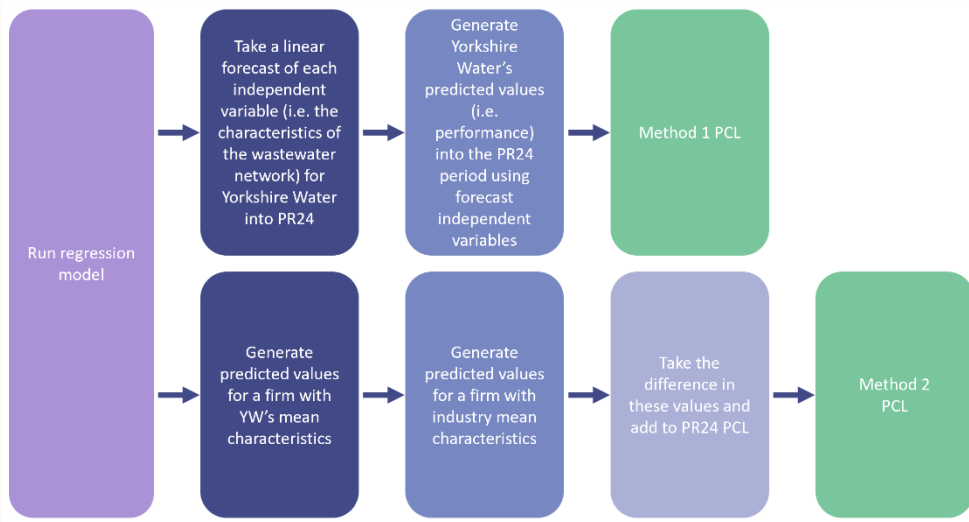 Run regression
model
Take a linear
forecast of each
independent
variable (i.e. the
characteristics of
the wastewater
network) for
Yorkshire Water
into PR24
Generate
Yorkshire
Water's
predicted values
(i.e.
performance)
into the PR24
period using
forecast
independent
variables
Method 1 PCL
Generate
predicted values
for a firm with
YW's mean
characteristics
Generate
predicted values
for a firm with
industry mean
characteristics
Take the
difference in
these values and
add to PR24 PCL
Method 2
PCL